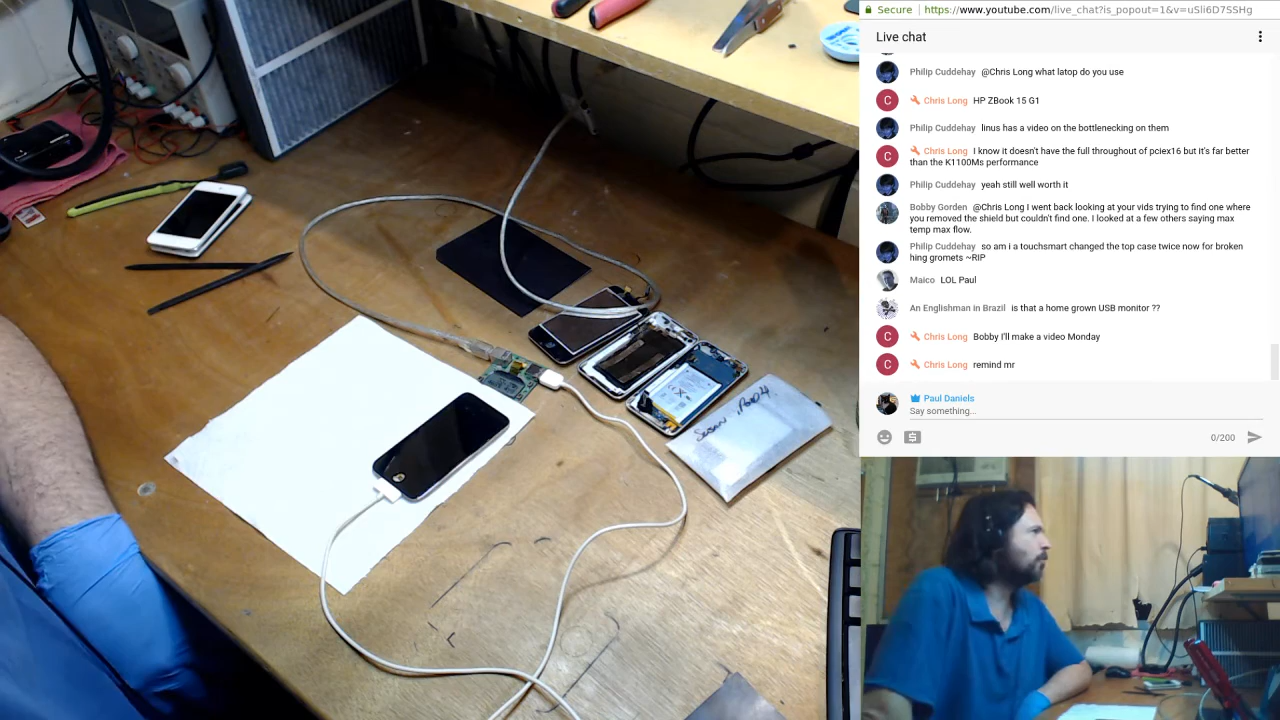 Secure https://www.youtube.com/live_chat?is_popout=1&v=uSli6D7SSHg
Live chat
Philip Cuddehay @Chris Long what latop do you use
C Chris Long HP ZBook 15 G1
Philip Cuddehay linus has a video on the bottlenecking on them
C Chris Long I know it doesn't have the full throughout of pciex16 but it's far better
than the K1100Ms performance
Philip Cuddehay yeah still well worth it
Bobby Gorden @Chris Long I went back looking at your vids trying to find one where
you removed the shield but couldn't find one. I looked at a few others saying max
temp max flow.
Philip Cuddehay so am i a touchsmart changed the top case twice now for broken
hing gromets ~RIP
Maico LOL Paul
An Englishman in Brazil is that a home grown USB monitor ??
C Chris Long Bobby I'll make a video Monday
C Chris Long remind mr
Paul Daniels
Say something...
0/200
Susan iPod 4